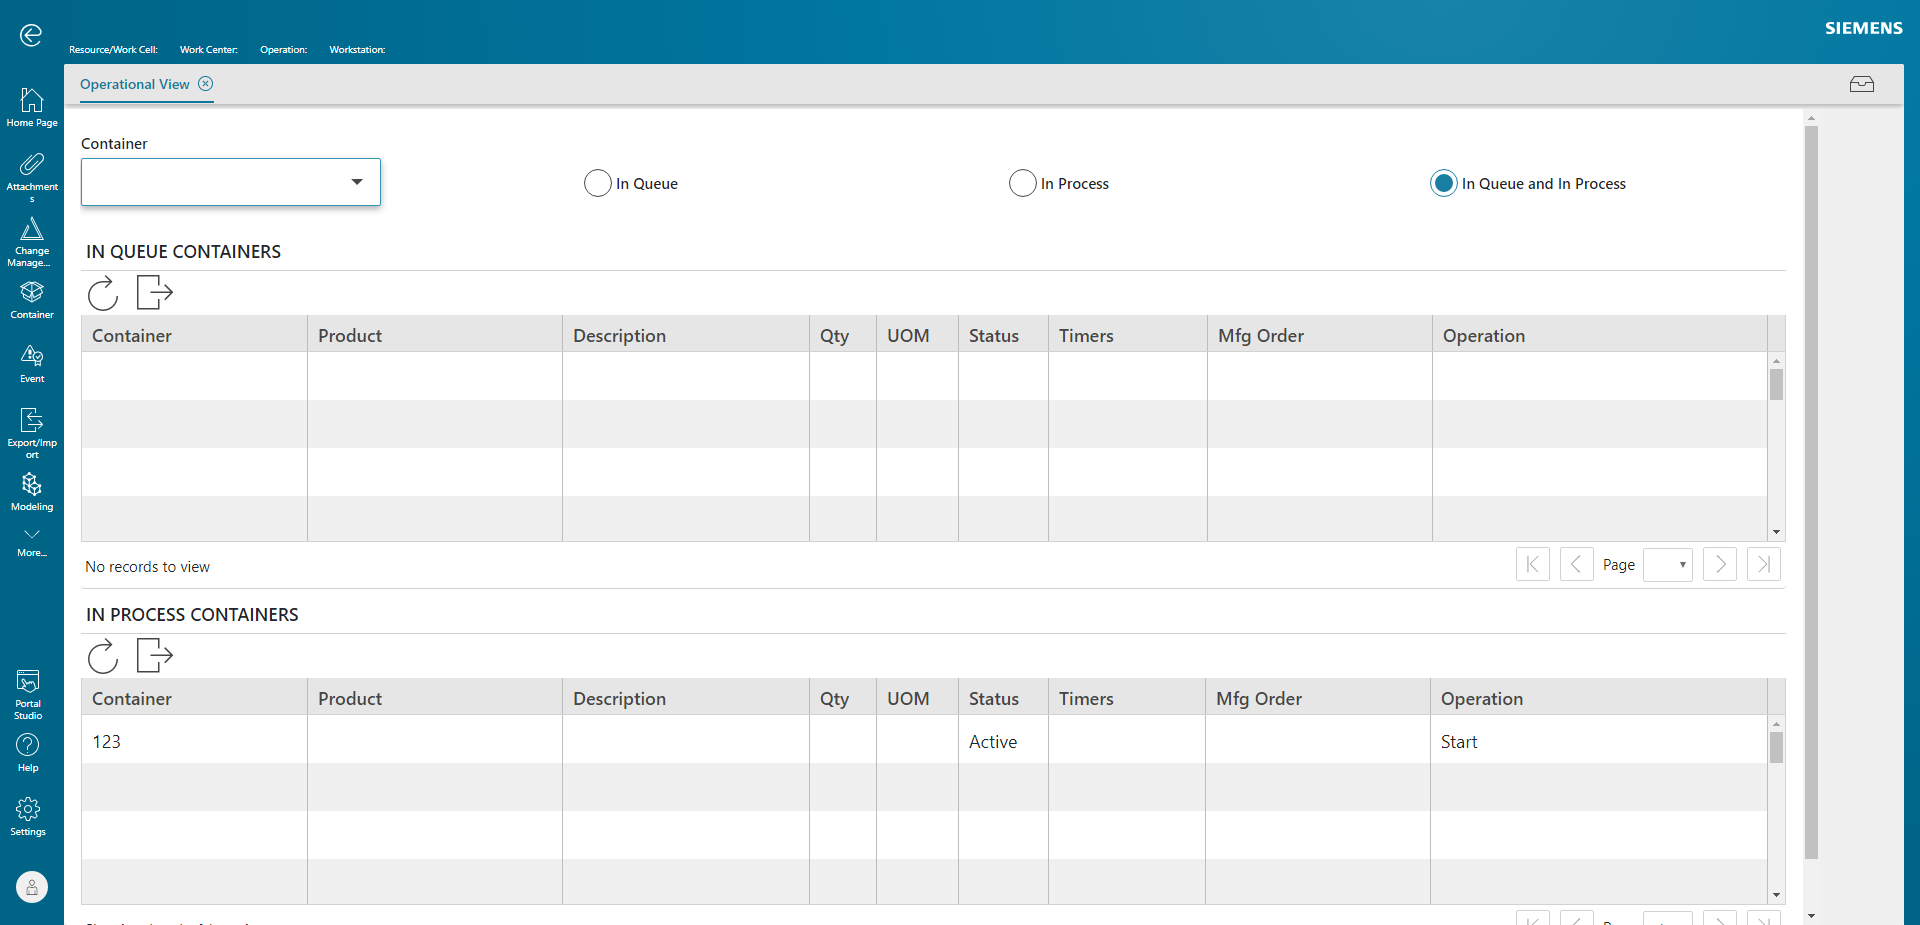 SIEMENS
Resource/Work Cell: Work Center: Operation: Workstation:
Operational View
Home Page
Attachment
s
Change
Manage...
Container
Event
Export/Imp
ort
Modeling
More...
Portal
Studio
Help
Settings
Container
In Queue
In Process
In Queue and In Process
IN QUEUE CONTAINERS
Container Product Description Qty UOM Status Timers Mfg Order Operation
No records to view
Page
IN PROCESS CONTAINERS
Container Product Description Qty UOM Status Timers Mfg Order Operation
123 Active Start